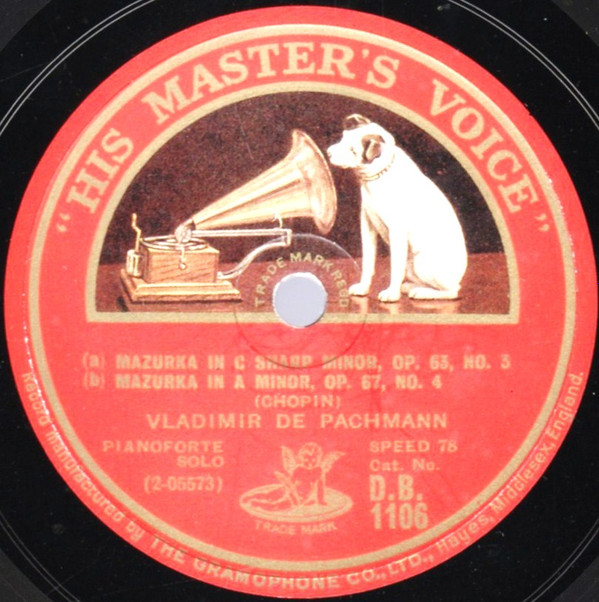 "HIS MASTER'S VOICE"
TRADE MARK REGD
(a) MAZURKA IN C SHARP MINOR, OP. 63, NO. 3
(b) MAZURKA IN A MINOR, OP. 67, NO. 4
(CHOPIN)
VLADIMIR DE PACHMANN
PIANOFORTE SOLO
(2-05573)
SPEED 78
Cat. No.
D.B. 1106
TRADE MARK
Record Manufactured by THE GRAMOPHONE CO., LTD., Hayes, Middlesex, England.